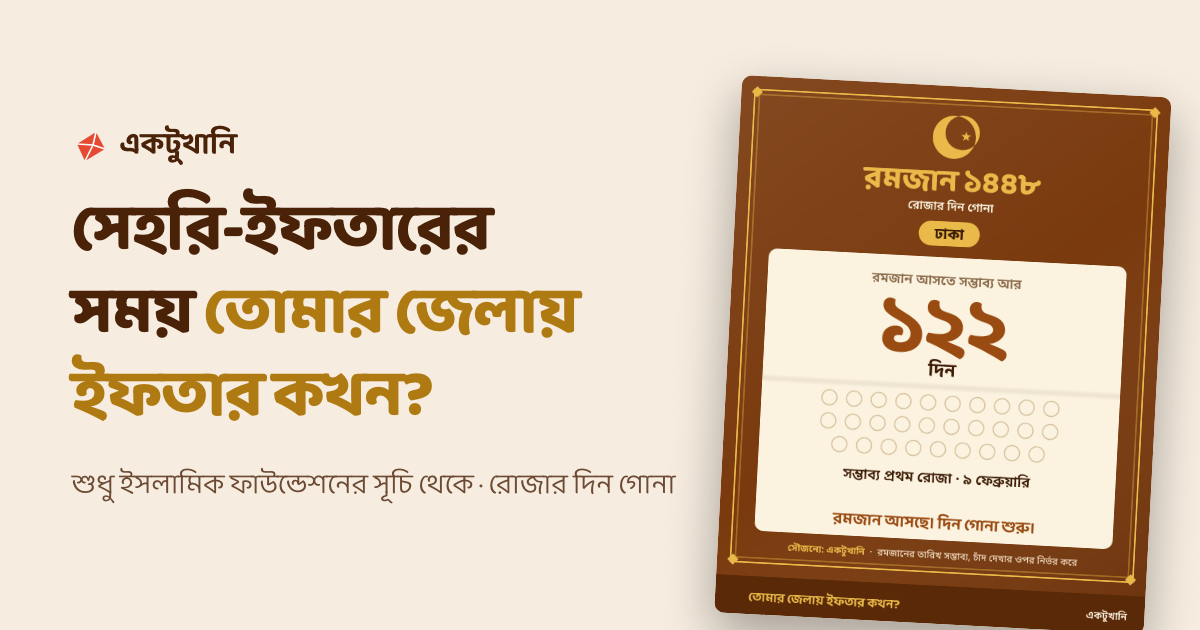 একটুখানি
সেহরি-ইফতারের
সময় তোমার জেলায়
ইফতার কখন?
শুধু ইসলামিক ফাউন্ডেশনের সূচি থেকে · রোজার দিন গোনা
রমজান ১৪৪৮
রোজার দিন গোনা
ঢাকা
রমজান আসতে সম্ভাব্য আর
১২২
দিন
সম্ভাব্য প্রথম রোজা · ৯ ফেব্রুয়ারি
রমজান আসছে। দিন গোনা শুরু।
সৌজন্যে: একটুখানি · রমজানের তারিখ সম্ভাব্য, চাঁদ দেখার ওপর নির্ভর করে
তোমার জেলায় ইফতার কখন?
একটুখানি